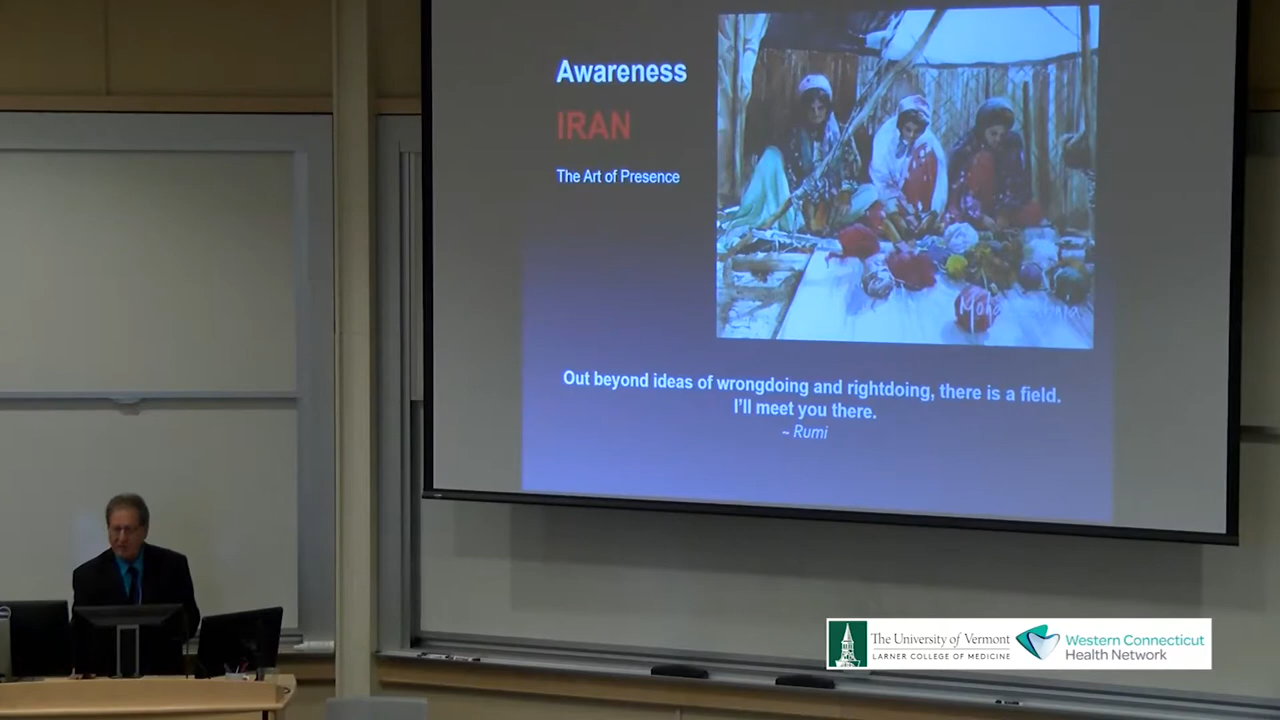 Awareness
IRAN
The Art of Presence
Out beyond ideas of wrongdoing and rightdoing, there is a field.
I'll meet you there.
~ Rumi
The University of Vermont
LARNER COLLEGE OF MEDICINE
Western Connecticut
Health Network